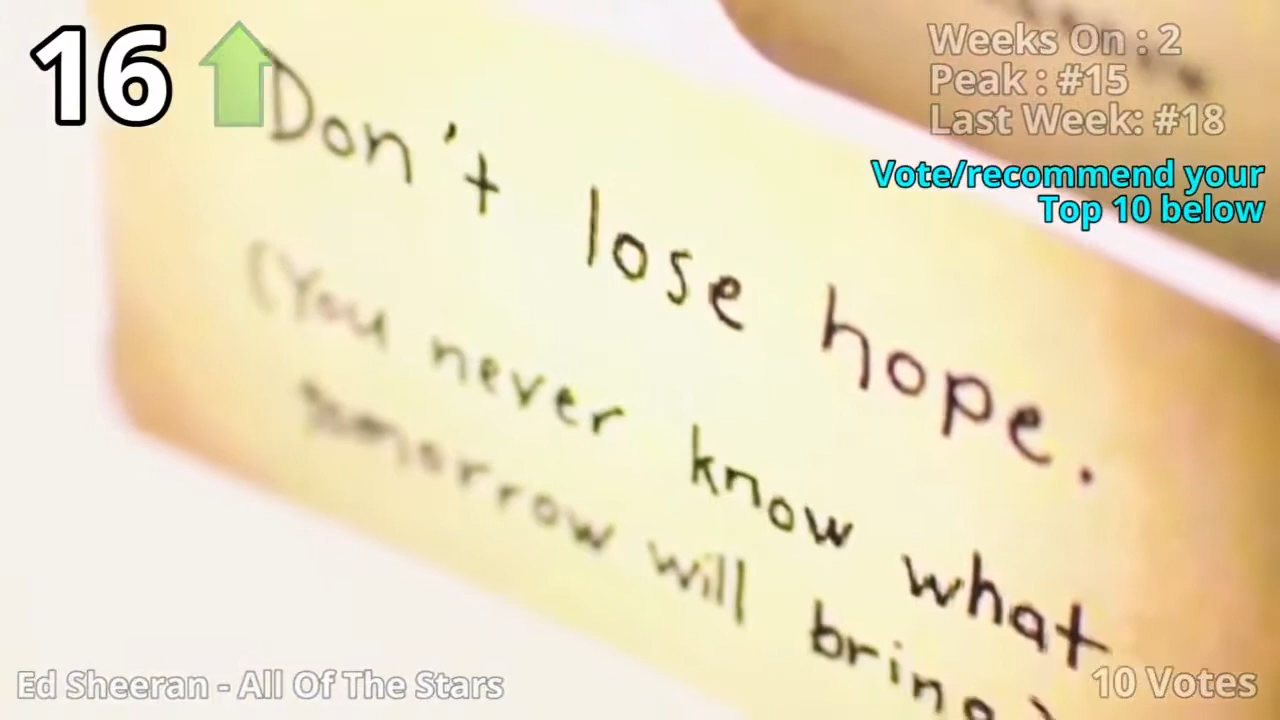 16
Weeks On : 2
Peak : #15
Last Week: #18
Vote/recommend your
Top 10 below
Don't lose hope.
(You never know what
tomorrow will bring)
Ed Sheeran - All Of The Stars
10 Votes